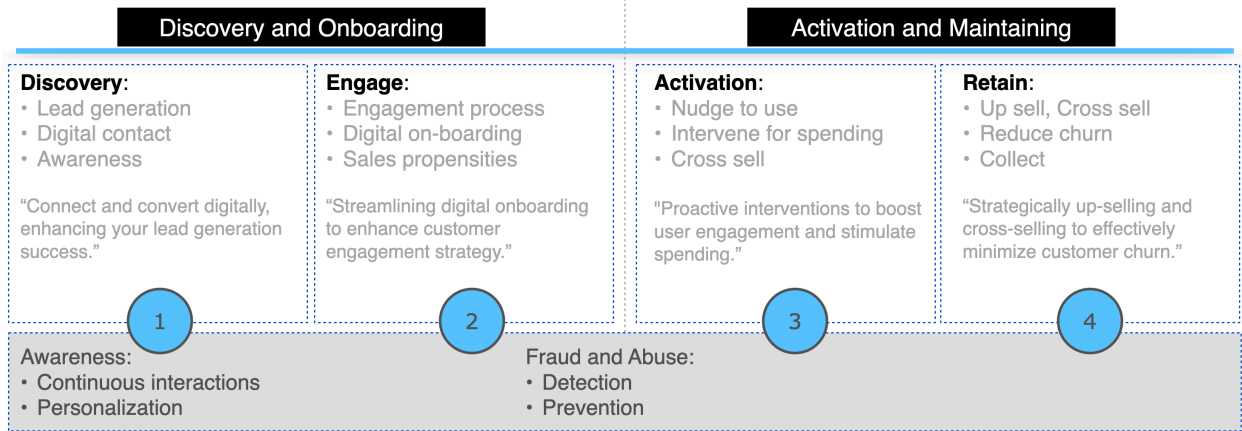 Discovery and Onboarding
Activation and Maintaining
Discovery:
• Lead generation
• Digital contact
• Awareness
“Connect and convert digitally,
enhancing your lead generation
success.”
1
Engage:
• Engagement process
• Digital on-boarding
• Sales propensities
“Streamlining digital onboarding
to enhance customer
engagement strategy.”
2
Activation:
• Nudge to use
• Intervene for spending
• Cross sell
"Proactive interventions to boost
user engagement and stimulate
spending.”
3
Retain:
• Up sell, Cross sell
• Reduce churn
• Collect
“Strategically up-selling and
cross-selling to effectively
minimize customer churn.”
4
Awareness:
• Continuous interactions
• Personalization
Fraud and Abuse:
• Detection
• Prevention